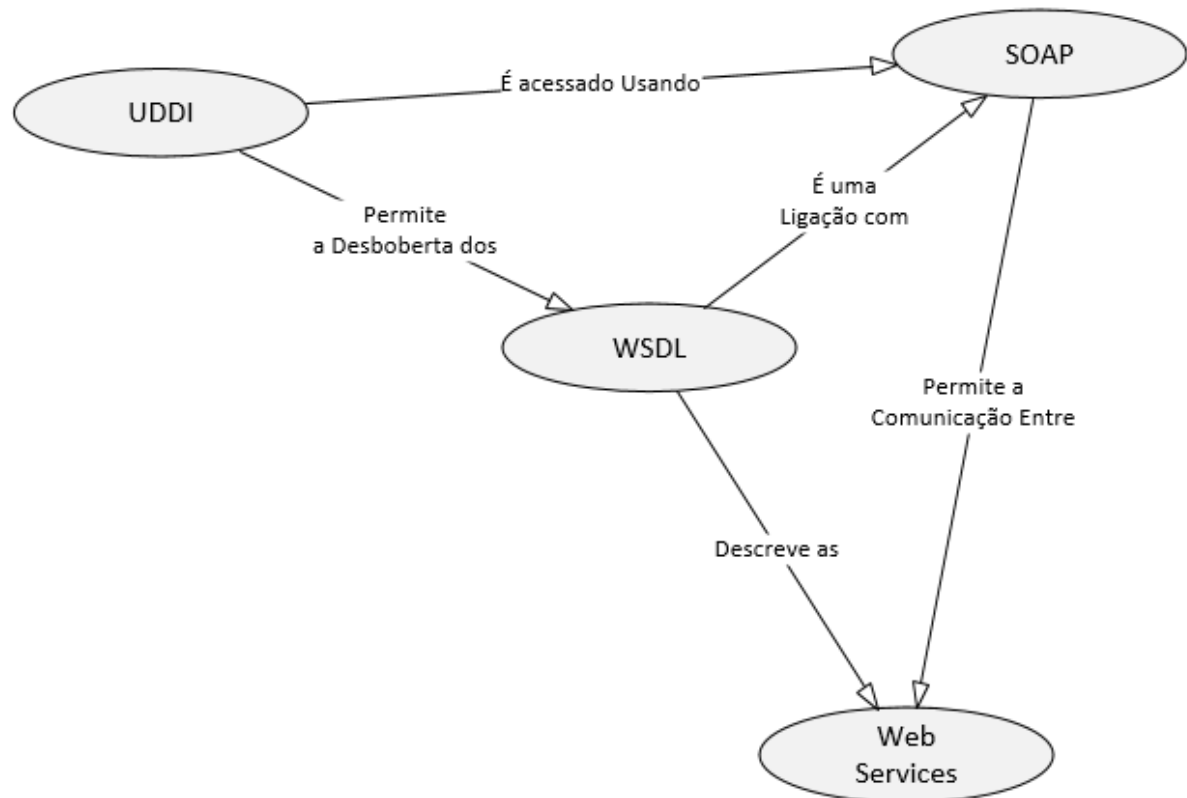 SOAP
É acessado Usando
UDDI
É uma
Ligação com
Permite
a Desboberta dos
WSDL
Permite a
Comunicação Entre
Descreve as
Web
Services